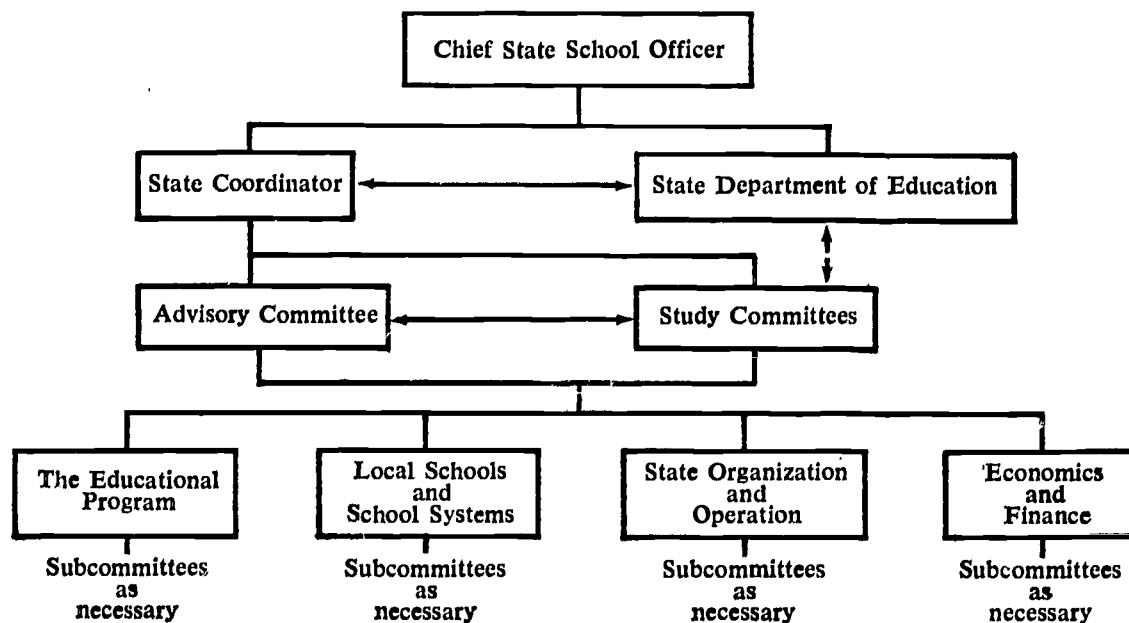 Chief State School Officer
State Coordinator
State Department of Education
Advisory Committee
Study Committees
The Educational
Program
Local Schools
and
School Systems
State Organization
and
Operation
Economics
and
Finance
Subcommittees
as
necessary
Subcommittees
as
necessary
Subcommittees
as
necessary
Subcommittees
as
necessary